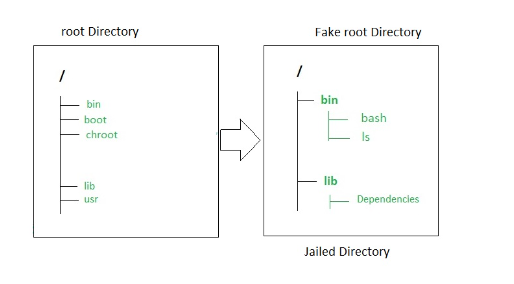 root Directory
/
bin
boot
chroot
lib
usr
Fake root Directory
/
bin
bash
ls
lib
Dependencies
Jailed Directory